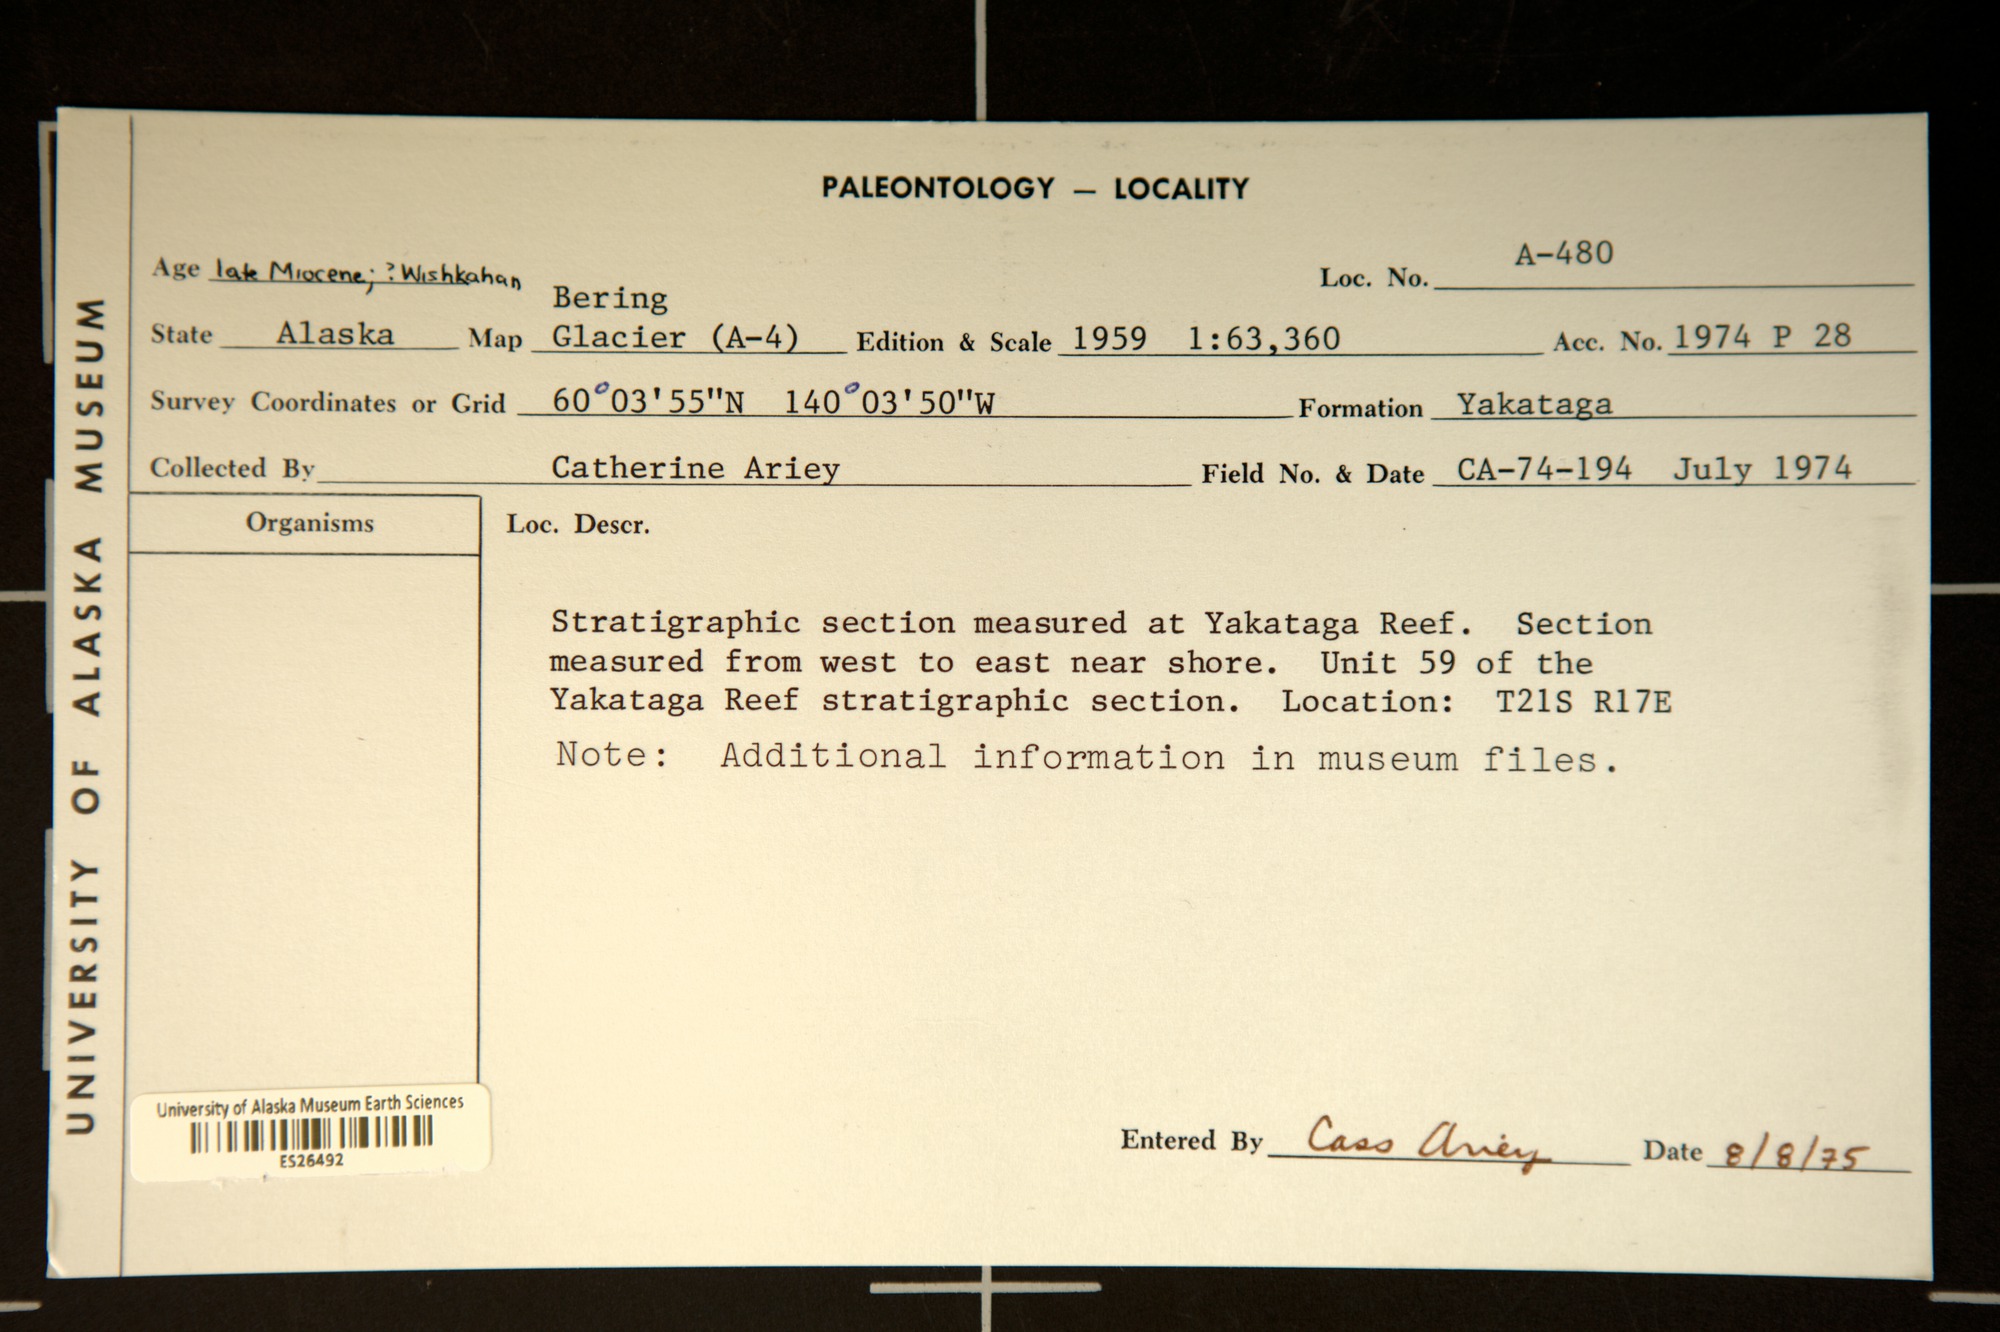 UNIVERSITY OF ALASKA MUSEUM
PALEONTOLOGY — LOCALITY
Age late Miocene; ?Wishkahan
Loc. No. A-480
State Alaska Map Bering Glacier (A-4) Edition & Scale 1959 1:63,360 Acc. No. 1974 P 28
Survey Coordinates or Grid 60°03'55"N 140°03'50"W Formation Yakataga
Collected By Catherine Ariey Field No. & Date CA-74-194 July 1974
Organisms
Loc. Descr.
Stratigraphic section measured at Yakataga Reef. Section
measured from west to east near shore. Unit 59 of the
Yakataga Reef stratigraphic section. Location: T21S R17E
Note: Additional information in museum files.
University of Alaska Museum Earth Sciences
ES26492
Entered By Cass Ariey Date 8/8/75